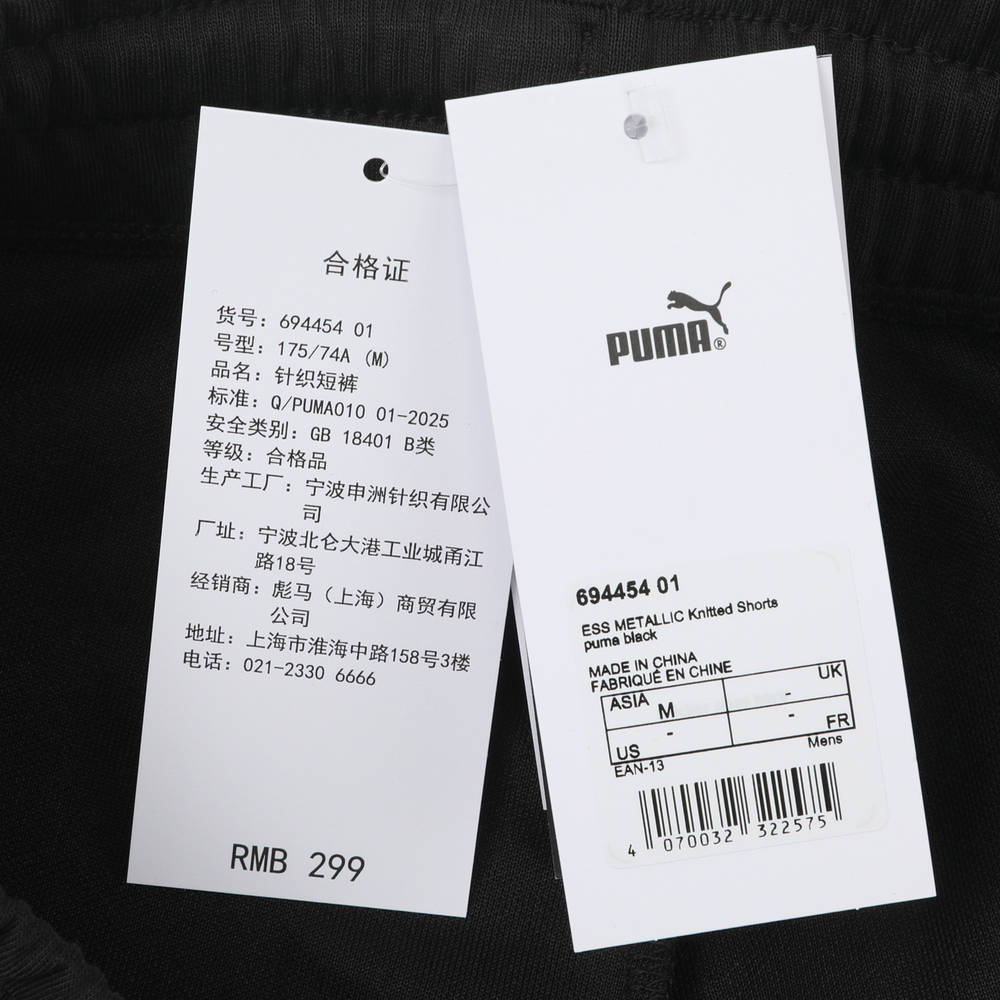 合格证
货号：694454 01
号型：175/74A (M)
品名：针织短裤
标准：Q/PUMA010 01-2025
安全类别：GB 18401 B类
等级：合格品
生产工厂：宁波申洲针织有限公
司
厂址：宁波北仑大港工业城甬江
路18号
经销商：彪马（上海）商贸有限
公司
地址：上海市淮海中路158号3楼
电话：021-2330 6666
RMB 299
PUMA®
694454 01
ESS METALLIC Knitted Shorts
puma black
MADE IN CHINA
FABRIQUÉ EN CHINE
ASIA M - UK
US - - FR
EAN-13 Mens
4 070032 322575